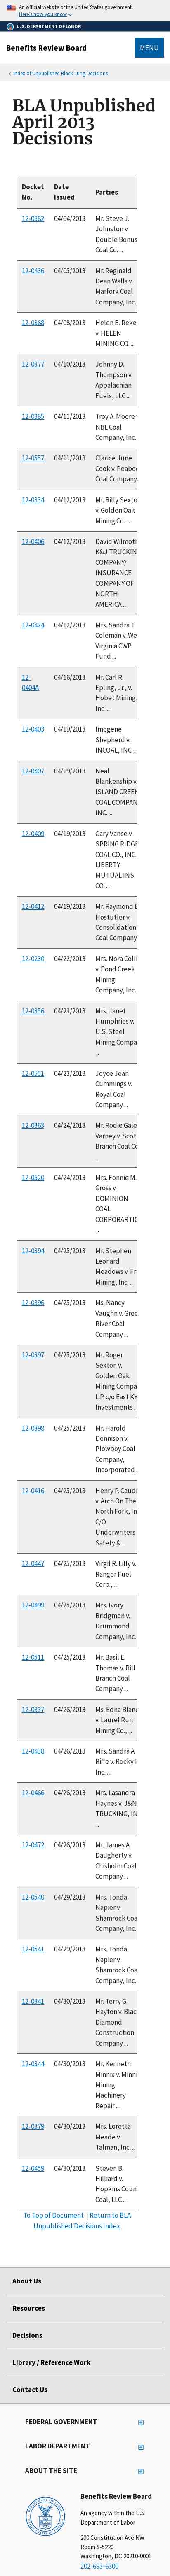 An official website of the United States government.
Here's how you know
U.S. DEPARTMENT OF LABOR
Benefits Review Board
MENU
« Index of Unpublished Black Lung Decisions
BLA Unpublished
April 2013
Decisions
Docket No. Date Issued Parties
12-0382 04/04/2013 Mr. Steve J. Johnston v. Double Bonus Coal Co. ...
12-0436 04/05/2013 Mr. Reginald Dean Walls v. Marfork Coal Company, Inc.
12-0368 04/08/2013 Helen B. Reke v. HELEN MINING CO. ...
12-0377 04/10/2013 Johnny D. Thompson v. Appalachian Fuels, LLC ...
12-0385 04/11/2013 Troy A. Moore v NBL Coal Company, Inc.
12-0557 04/11/2013 Clarice June Cook v. Peaboo Coal Company
12-0334 04/12/2013 Mr. Billy Sexto v. Golden Oak Mining Co. ...
12-0406 04/12/2013 David Wilmoth K&J TRUCKIN COMPANY/ INSURANCE COMPANY OF NORTH AMERICA ...
12-0424 04/12/2013 Mrs. Sandra T Coleman v. We Virginia CWP Fund ...
12-0404A 04/16/2013 Mr. Carl R. Epling, Jr., v. Hobet Mining, Inc. ...
12-0403 04/19/2013 Imogene Shepherd v. INCOAL, INC. ..
12-0407 04/19/2013 Neal Blankenship v. ISLAND CREEK COAL COMPAN INC. ...
12-0409 04/19/2013 Gary Vance v. SPRING RIDGE COAL CO., INC., LIBERTY MUTUAL INS. CO. ...
12-0412 04/19/2013 Mr. Raymond E Hostutler v. Consolidation Coal Company
12-0230 04/22/2013 Mrs. Nora Colli v. Pond Creek Mining Company, Inc.
12-0356 04/23/2013 Mrs. Janet Humphries v. U.S. Steel Mining Compa ...
12-0551 04/23/2013 Joyce Jean Cummings v. Royal Coal Company ...
12-0363 04/24/2013 Mr. Rodie Gale Varney v. Scott Branch Coal Co ...
12-0520 04/24/2013 Mrs. Fonnie M. Gross v. DOMINION COAL CORPORARTIC ...
12-0394 04/25/2013 Mr. Stephen Leonard Meadows v. Fra Mining, Inc. ...
12-0396 04/25/2013 Ms. Nancy Vaughn v. Gree River Coal Company ...
12-0397 04/25/2013 Mr. Roger Sexton v. Golden Oak Mining Compa L.P. c/o East KY Investments ..
12-0398 04/25/2013 Mr. Harold Dennison v. Plowboy Coal Company, Incorporated .
12-0416 04/25/2013 Henry P. Caudi v. Arch On The North Fork, In C/O Underwriters Safety & ...
12-0447 04/25/2013 Virgil R. Lilly v. Ranger Fuel Corp., ...
12-0499 04/25/2013 Mrs. Ivory Bridgmon v. Drummond Company, Inc.
12-0511 04/25/2013 Mr. Basil E. Thomas v. Bill Branch Coal Company ...
12-0337 04/26/2013 Ms. Edna Blane v. Laurel Run Mining Co., ...
12-0438 04/26/2013 Mrs. Sandra A. Riffe v. Rocky H Inc. ...
12-0466 04/26/2013 Mrs. Lasandra Haynes v. J&N TRUCKING, IN ...
12-0472 04/26/2013 Mr. James A Daugherty v. Chisholm Coal Company ...
12-0540 04/29/2013 Mrs. Tonda Napier v. Shamrock Coa Company, Inc.
12-0541 04/29/2013 Mrs. Tonda Napier v. Shamrock Coa Company, Inc.
12-0341 04/30/2013 Mr. Terry G. Hayton v. Blac Diamond Construction Company ...
12-0344 04/30/2013 Mr. Kenneth Minnix v. Minni Mining Machinery Repair ...
12-0379 04/30/2013 Mrs. Loretta Meade v. Talman, Inc. ...
12-0459 04/30/2013 Steven B. Hilliard v. Hopkins Coun Coal, LLC ...
To Top of Document | Return to BLA
Unpublished Decisions Index
About Us
Resources
Decisions
Library / Reference Work
Contact Us
FEDERAL GOVERNMENT
LABOR DEPARTMENT
ABOUT THE SITE
Benefits Review Board
An agency within the U.S.
Department of Labor
200 Constitution Ave NW
Room S-5220
Washington, DC 20210-0001
202-693-6300